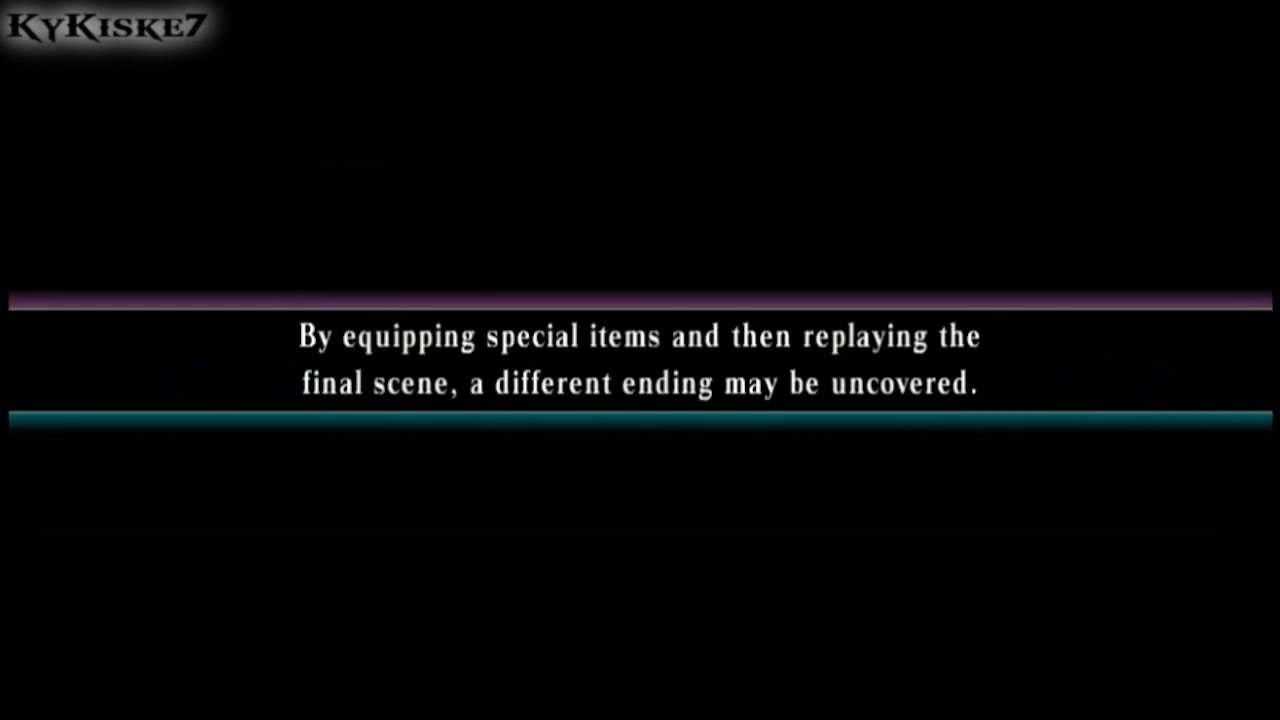 KyKiske7
By equipping special items and then replaying the
final scene, a different ending may be uncovered.